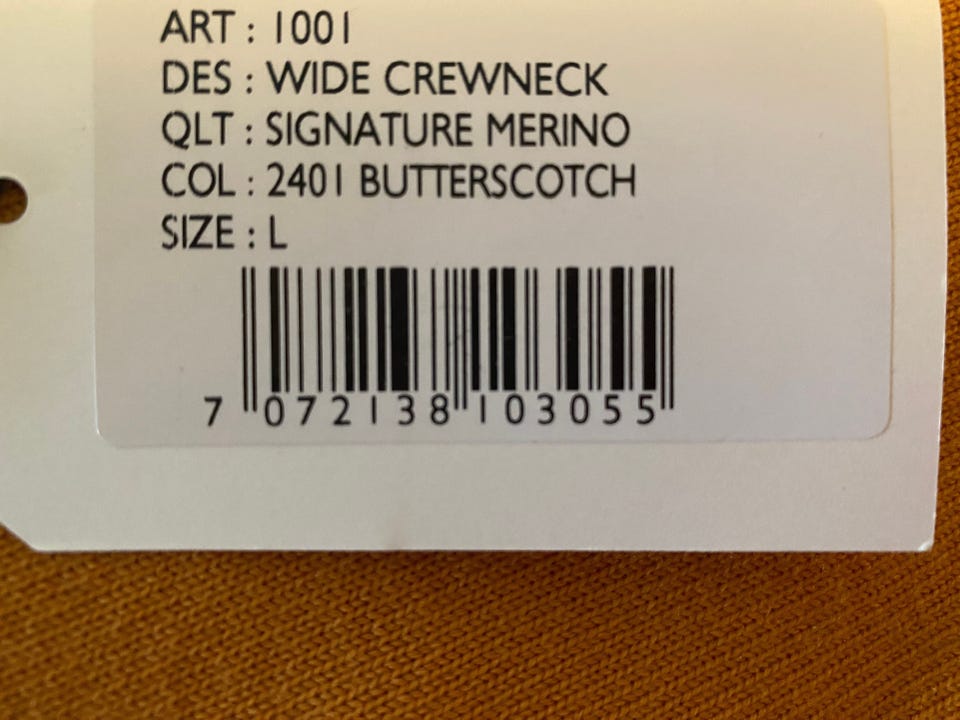 ART : 1001
DES : WIDE CREWNECK
QLT : SIGNATURE MERINO
COL : 2401 BUTTERSCOTCH
SIZE : L
7 072138 103055